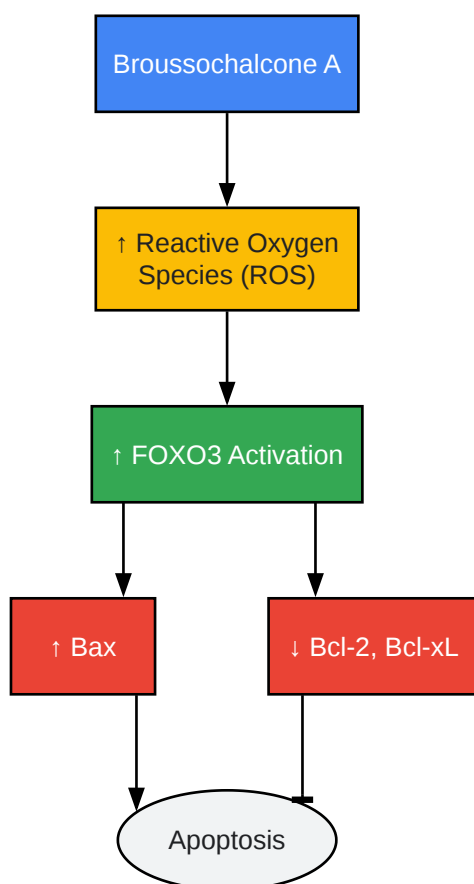 Broussochalcone A
↑ Reactive Oxygen
Species (ROS)
↑ FOXO3 Activation
↑ Bax
↓ Bcl-2, Bcl-xL
Apoptosis